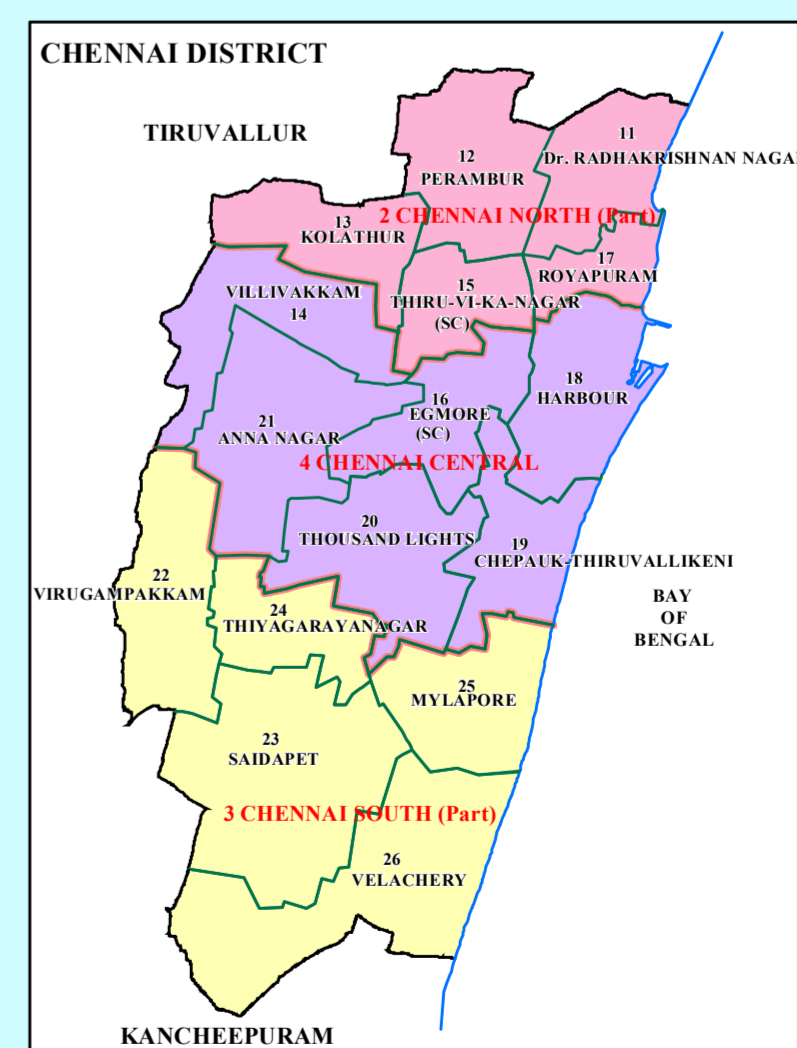 CHENNAI DISTRICT
TIRUVALLUR
11
Dr. RADHAKRISHNAN NAGA
12
PERAMBUR
2 CHENNAI NORTH (Part)
13
KOLATHUR
17
ROYAPURAM
15
THIRU-VI-KA-NAGAR
(SC)
VILLIVAKKAM
14
18
HARBOUR
16
EGMORE
(SC)
21
ANNA NAGAR
4 CHENNAI CENTRAL
20
THOUSAND LIGHTS
19
CHEPAUK-THIRUVALLIKENI
22
VIRUGAMPAKKAM
BAY
OF
BENGAL
24
THIYAGARAYANAGAR
25
MYLAPORE
23
SAIDAPET
3 CHENNAI SOUTH (Part)
26
VELACHERY
KANCHEEPURAM